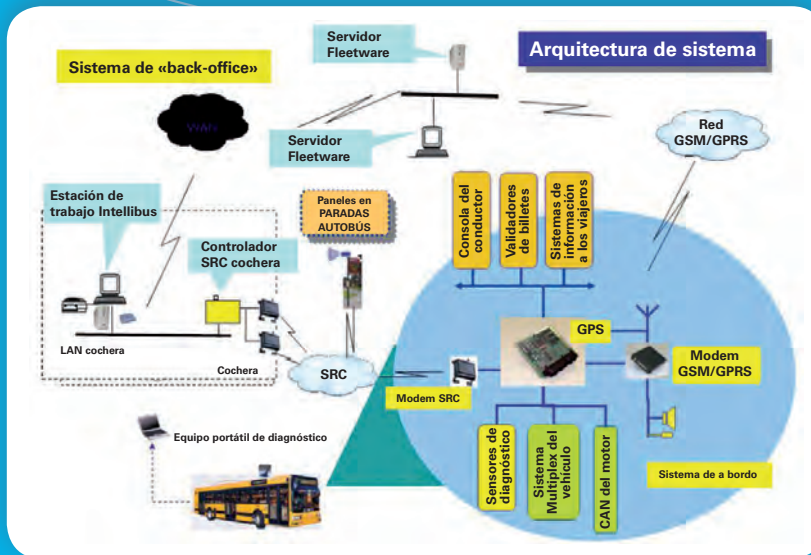 Servidor
Fleetware
Arquitectura de sistema
Sistema de «back-office»
WAN
Servidor
Fleetware
Red
GSM/GPRS
Estación de
trabajo Intellibus
Paneles en
PARADAS
AUTOBÚS
Consola del
conductor
Validadores
de billetes
Sistemas de
información
a los viajeros
Controlador
SRC cochera
GPS
LAN cochera
Cochera
SRC
Modem
GSM/GPRS
Modem SRC
Equipo portátil de diagnóstico
Sensores de
diagnóstico
Sistema
Multiplex del
vehículo
CAN del motor
Sistema de a bordo